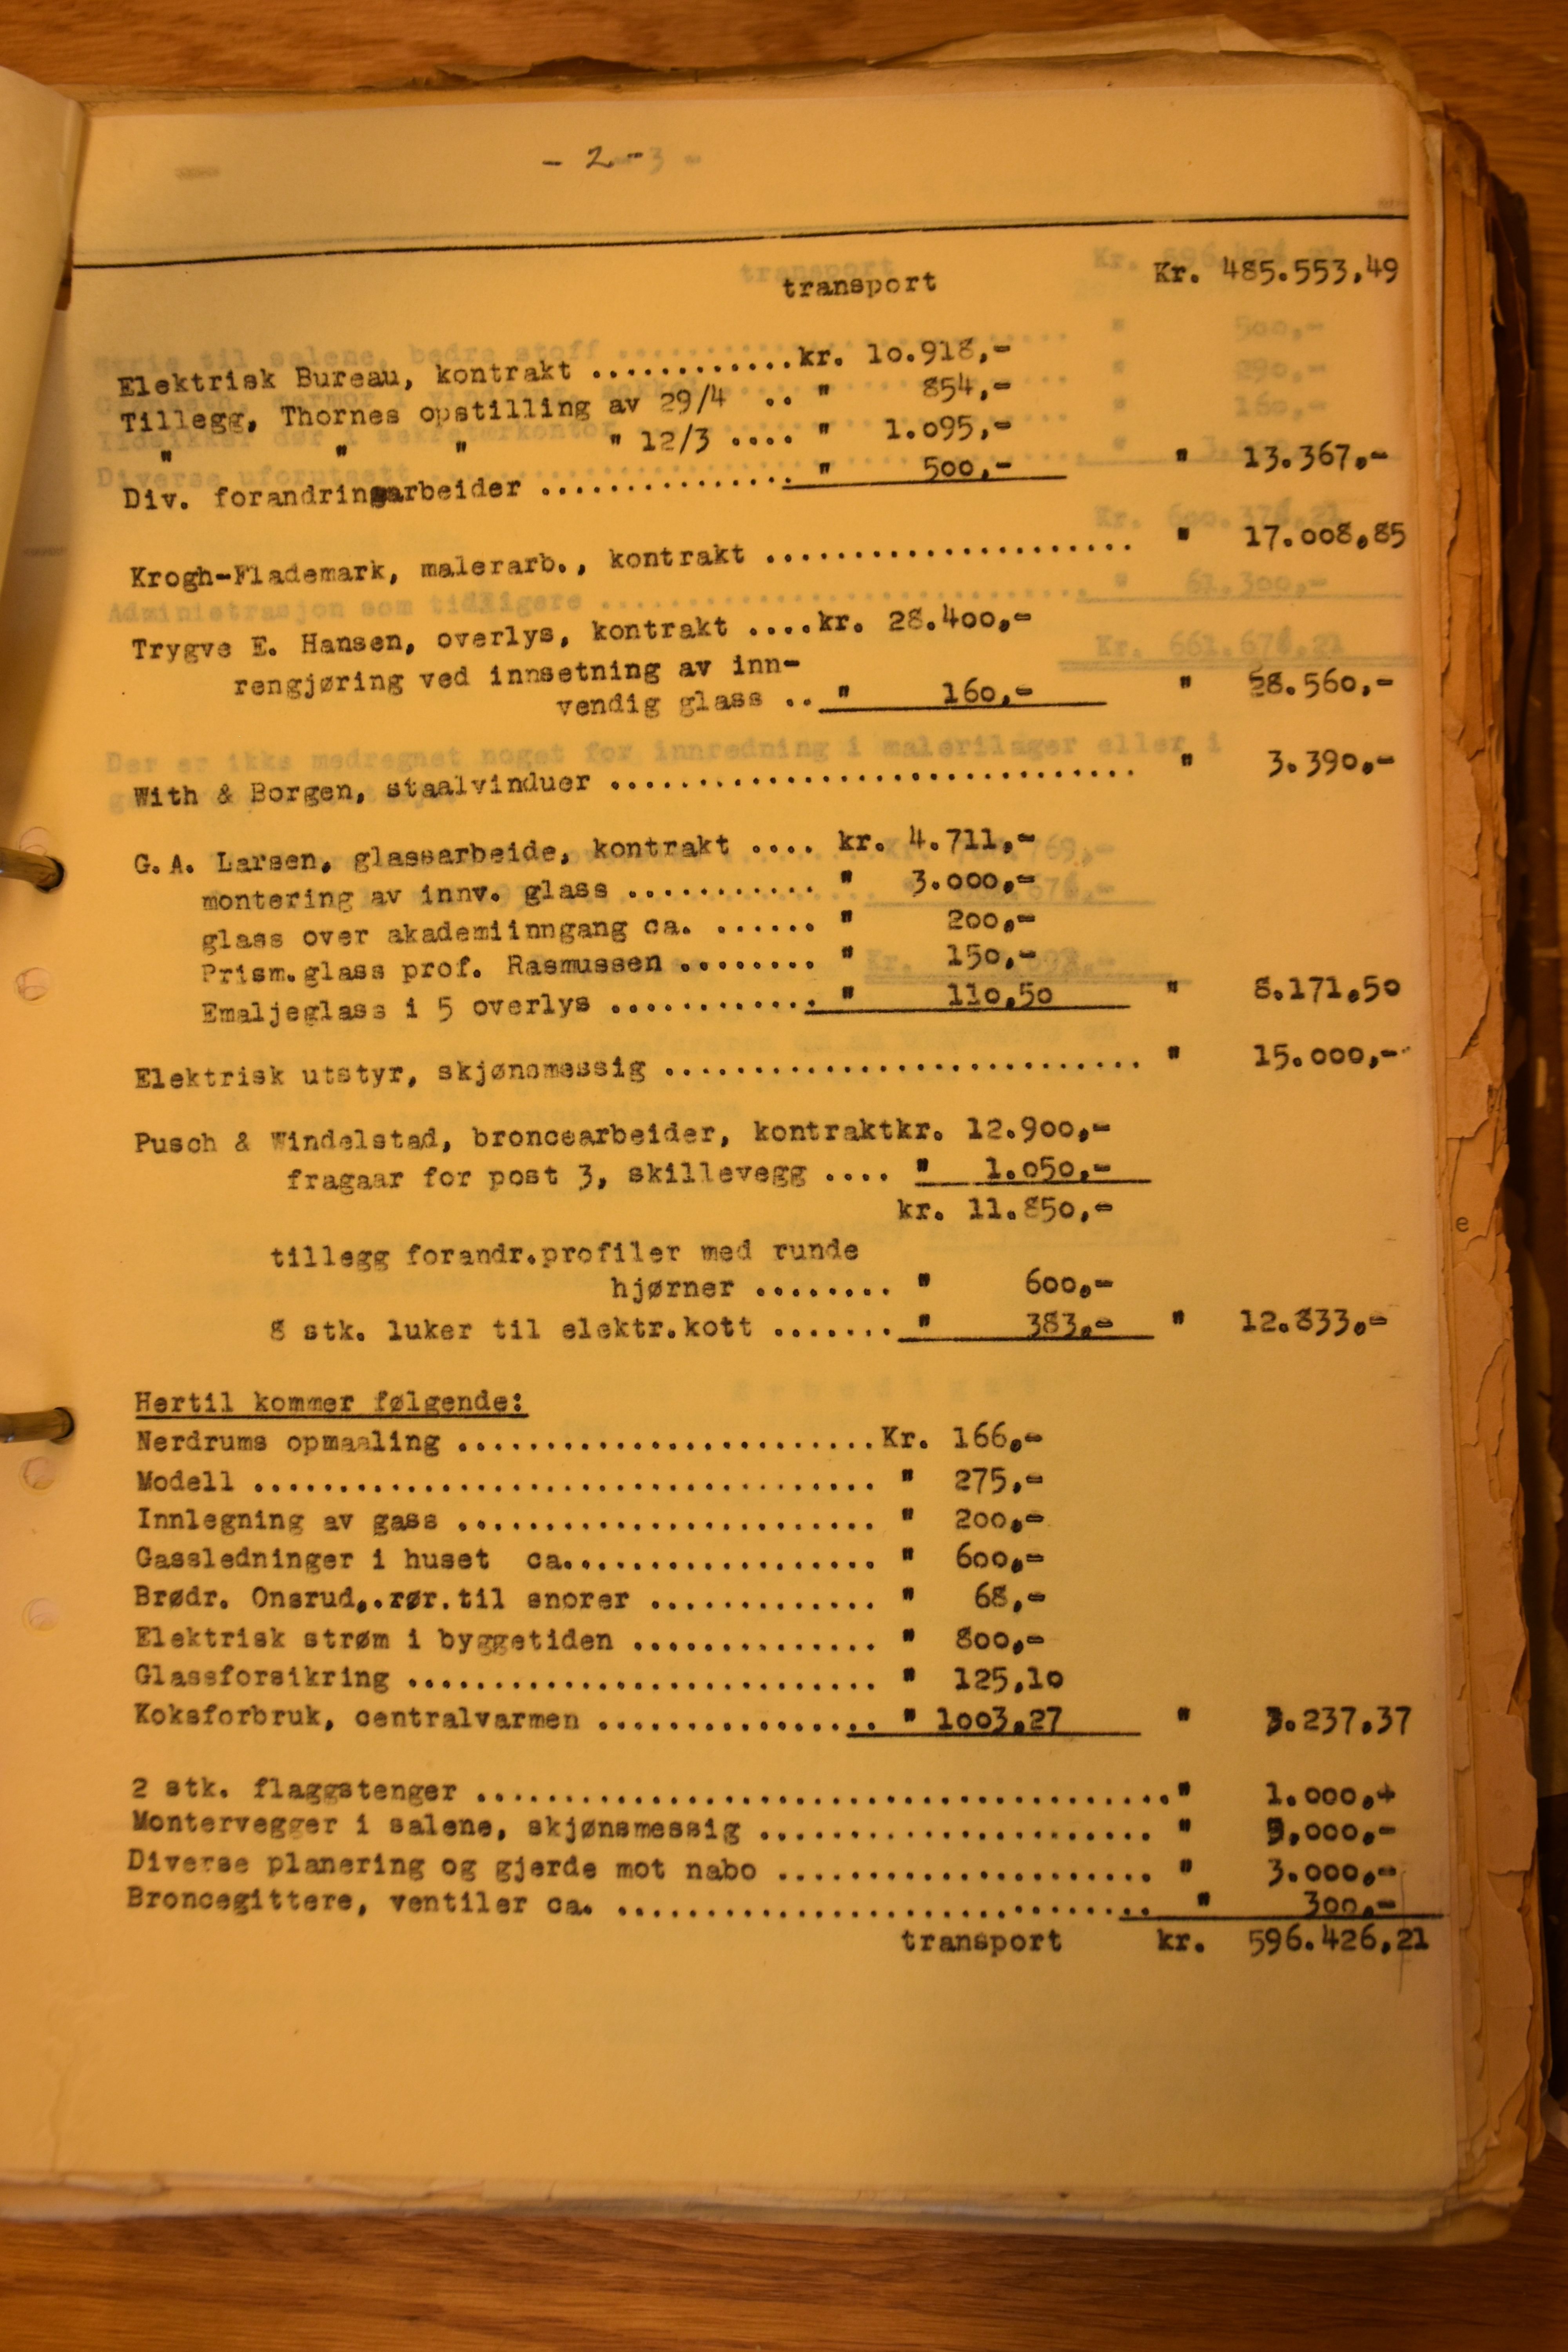 - 2 -
transport Kr. 485.553,49
Elektrisk Bureau, kontrakt .............kr. 10.918,-
Tillegg, Thornes opstilling av 29/4 .. " 854,-
" " " " 12/3 .... " 1.095,-
Div. forandringsarbeider ................ " 500,- " 13.367,-
Krogh-Flademark, malerarb., kontrakt ...................... " 17.008,85
Trygve E. Hansen, overlys, kontrakt ....kr. 28.400,-
rengjøring ved innsetning av inn-
vendig glass .. " 160,- " 28.560,-
With & Borgen, staalvinduer ............................... " 3.390,-
G.A. Larsen, glassarbeide, kontrakt .... kr. 4.711,-
montering av innv. glass ........... " 3.000,-
glass over akademiinngang ca. ...... " 200,-
Prism.glass prof. Rasmussen ........ " 150,-
Emaljeglass i 5 overlys ............. " 110,50 " 8.171,50
Elektrisk utstyr, skjønsmessig ............................ " 15.000,-
Pusch & Windelstad, broncearbeider, kontraktkr. 12.900,-
fragaar for post 3, skillevegg .... " 1.050,-
kr. 11.850,-
tillegg forandr.profiler med runde
hjørner ........ " 600,-
8 stk. luker til elektr.kott ....... " 383,- " 12.833,-
Hertil kommer følgende:
Nerdrums opmaaling .........................Kr. 166,-
Modell ..................................... " 275,-
Innlegning av gass ......................... " 200,-
Gassledninger i huset ca................... " 600,-
Brødr. Onsrud,.rør.til snorer ............. " 68,-
Elektrisk strøm i byggetiden ............... " 800,-
Glassforsikring ............................ " 125,10
Koksforbruk, centralvarmen ................. " 1003,27 " 3.237,37
2 stk. flaggstenger .........................................." 1.000,-
Montervegger i salene, skjønsmessig ....................... " 5,000,-
Diverse planering og gjerde mot nabo ...................... " 3.000,-
Broncegittere, ventiler ca. ............................... " 300,-
transport kr. 596.426,21